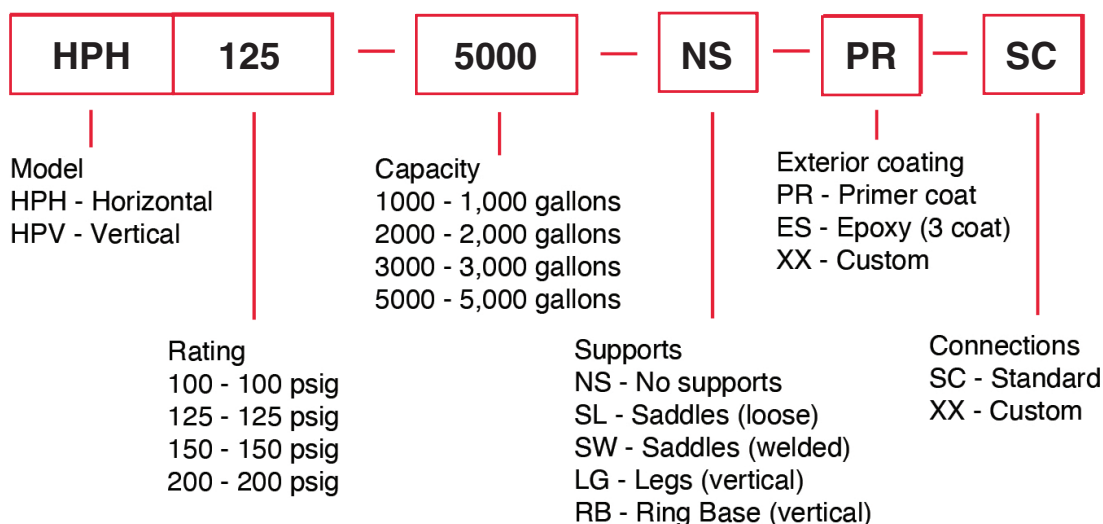 HPH 125 — 5000 — NS — PR — SC
Model
HPH - Horizontal
HPV - Vertical
Rating
100 - 100 psig
125 - 125 psig
150 - 150 psig
200 - 200 psig
Capacity
1000 - 1,000 gallons
2000 - 2,000 gallons
3000 - 3,000 gallons
5000 - 5,000 gallons
Supports
NS - No supports
SL - Saddles (loose)
SW - Saddles (welded)
LG - Legs (vertical)
RB - Ring Base (vertical)
Exterior coating
PR - Primer coat
ES - Epoxy (3 coat)
XX - Custom
Connections
SC - Standard
XX - Custom